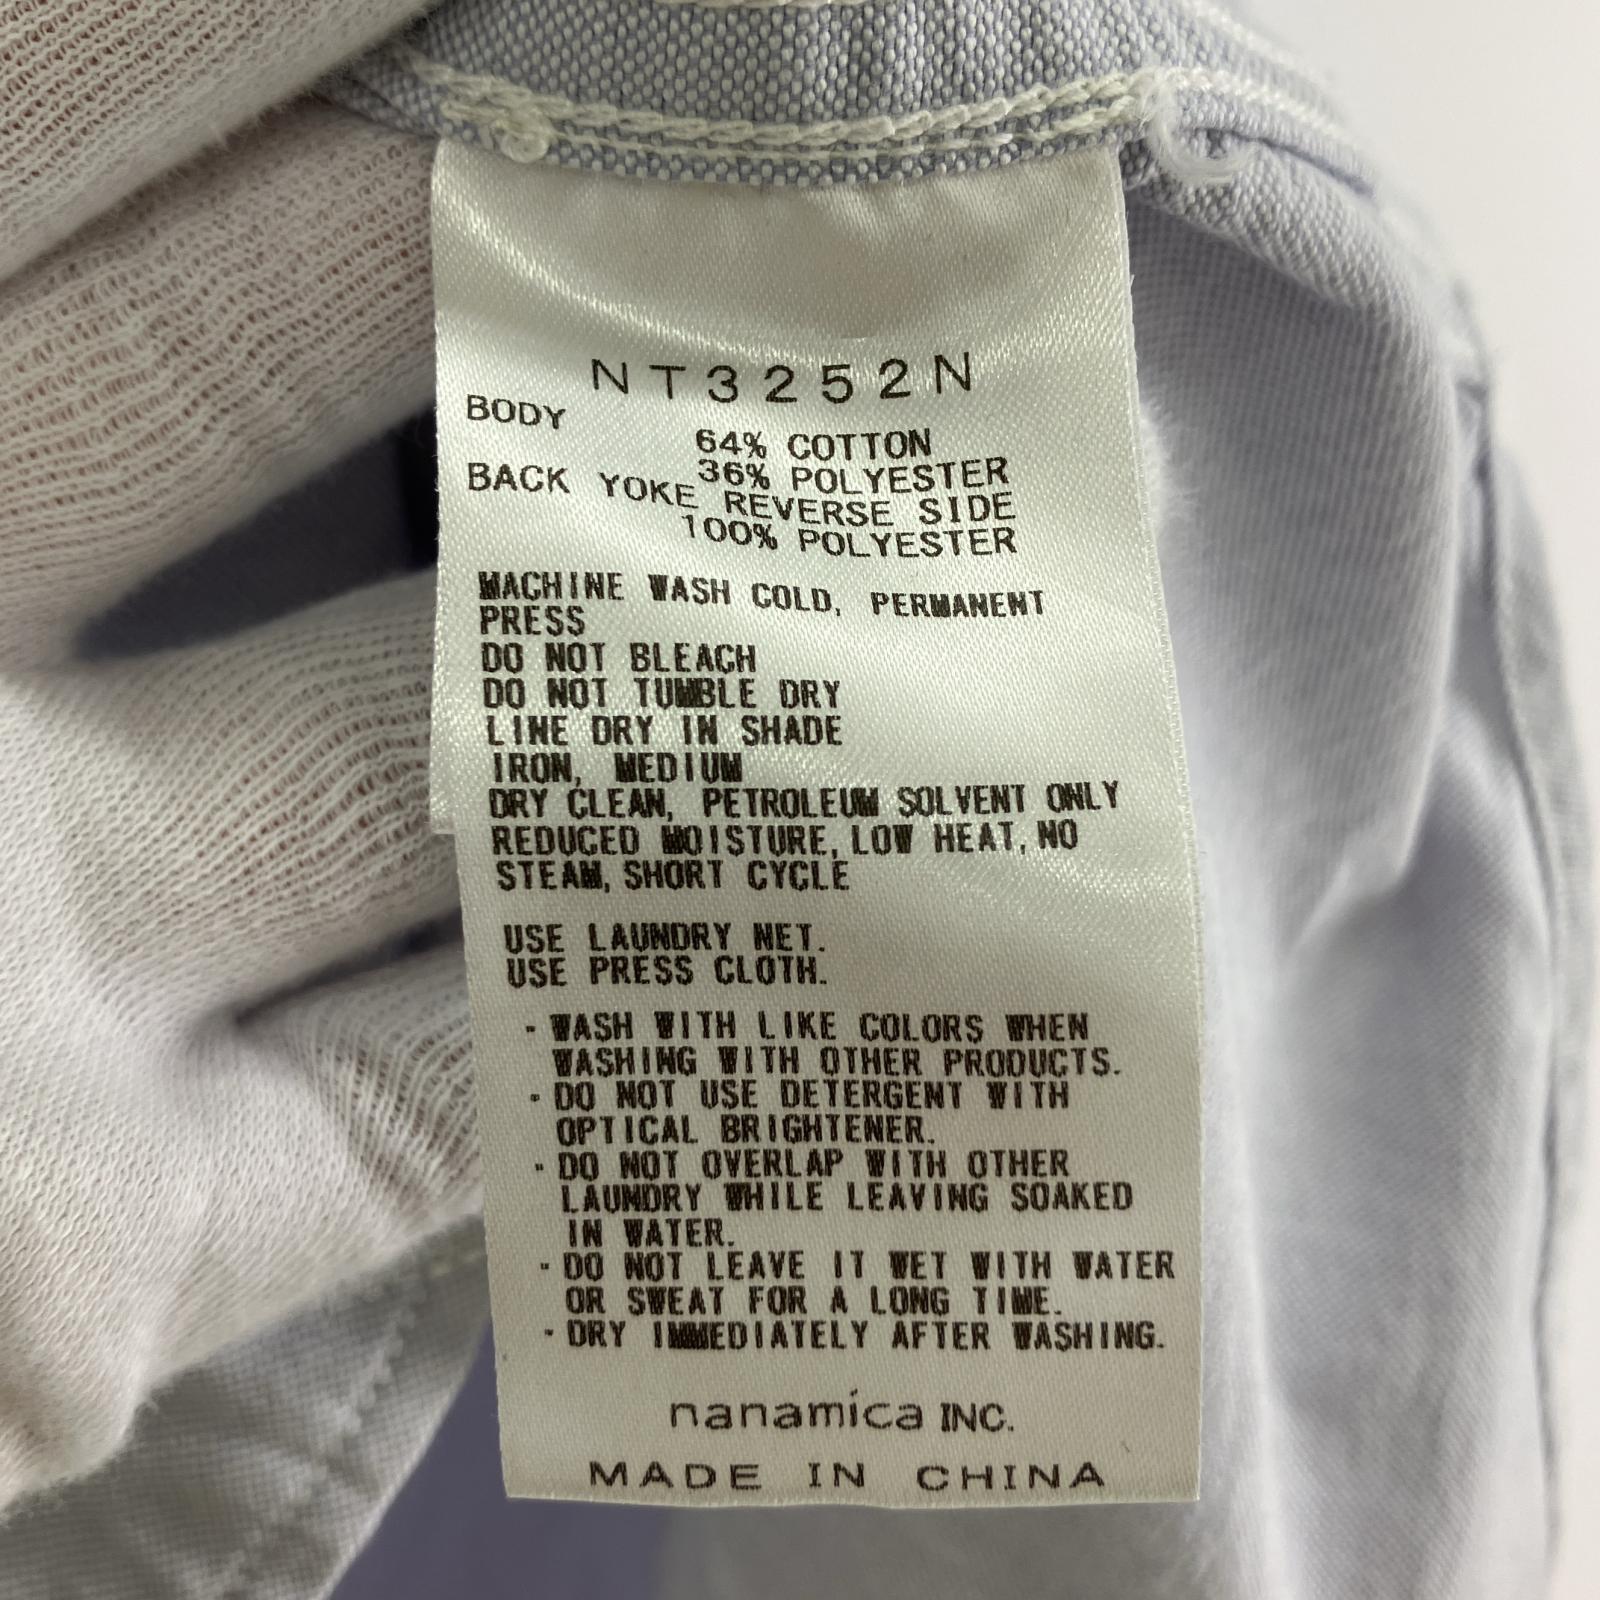 NT3252N
BODY
64% COTTON
36% POLYESTER
BACK YOKE REVERSE SIDE
100% POLYESTER
MACHINE WASH COLD, PERMANENT
PRESS
DO NOT BLEACH
DO NOT TUMBLE DRY
LINE DRY IN SHADE
IRON, MEDIUM
DRY CLEAN, PETROLEUM SOLVENT ONLY
REDUCED MOISTURE, LOW HEAT, NO
STEAM, SHORT CYCLE
USE LAUNDRY NET.
USE PRESS CLOTH.
・WASH WITH LIKE COLORS WHEN
WASHING WITH OTHER PRODUCTS.
・DO NOT USE DETERGENT WITH
OPTICAL BRIGHTENER.
・DO NOT OVERLAP WITH OTHER
LAUNDRY WHILE LEAVING SOAKED
IN WATER.
・DO NOT LEAVE IT WET WITH WATER
OR SWEAT FOR A LONG TIME.
・DRY IMMEDIATELY AFTER WASHING.
nanamíca INC.
MADE IN CHINA